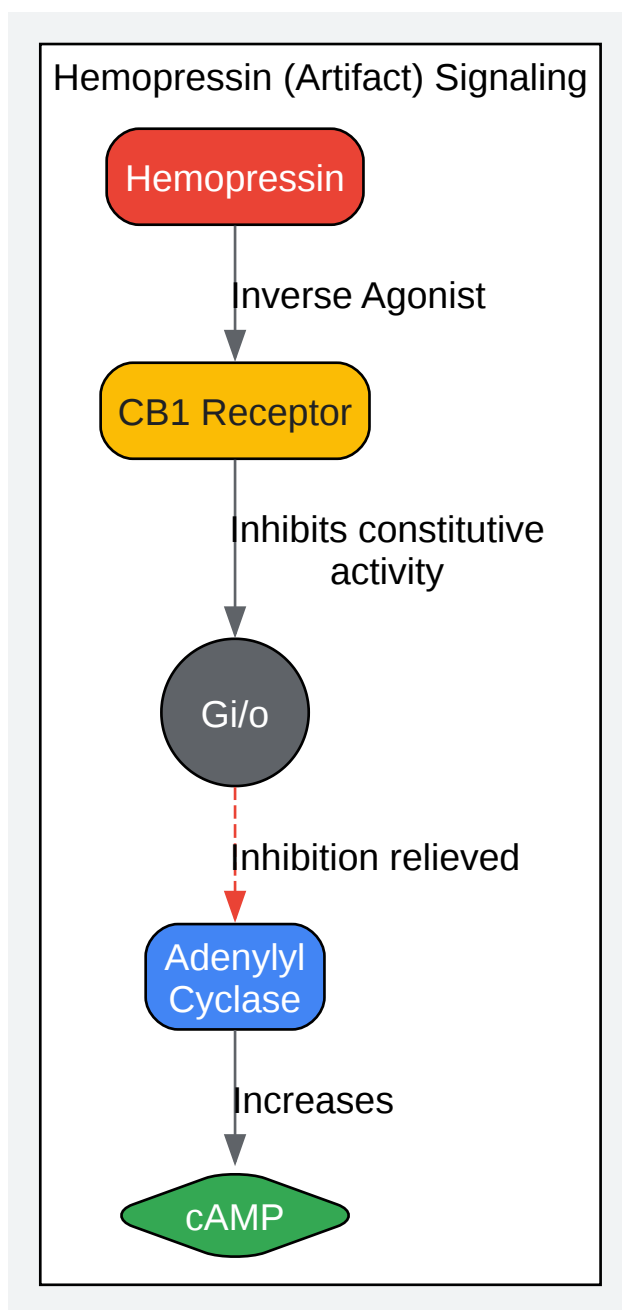 Hemopressin (Artifact) Signaling
Hemopressin
Inverse Agonist
CB1 Receptor
Inhibits constitutive
activity
Gi/o
Inhibition relieved
Adenylyl
Cyclase
Increases
cAMP